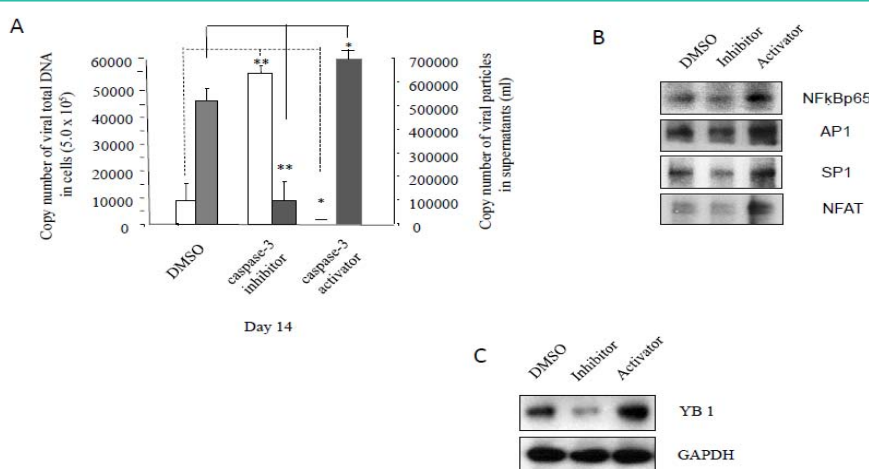 A
Copy number of viral total DNA
in cells (5.0 x 10⁵)
60000
50000
40000
30000
20000
10000
0
**
**
*
*
700000
600000
500000
400000
300000
200000
100000
0
Copy number of viral particles
in supernatants (ml)
DMSO
caspase-3
inhibitor
caspase-3
activator
Day 14
B
DMSO
Inhibitor
Activator
NFkBp65
AP1
SP1
NFAT
C
DMSO
Inhibitor
Activator
YB 1
GAPDH